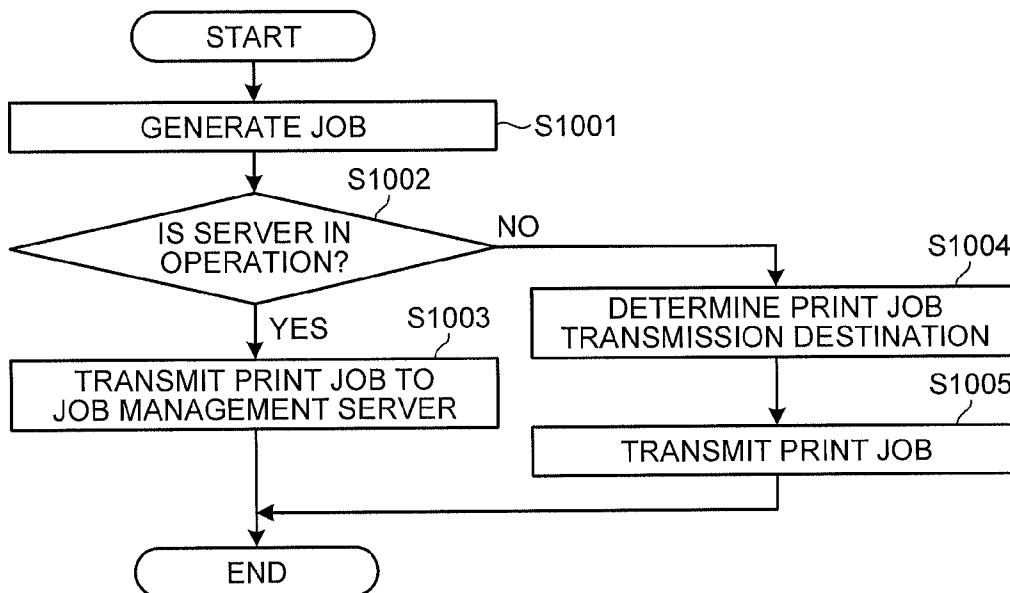 START
GENERATE JOB
S1001
S1002
IS SERVER IN
OPERATION?
NO
YES
S1003
TRANSMIT PRINT JOB TO
JOB MANAGEMENT SERVER
S1004
DETERMINE PRINT JOB
TRANSMISSION DESTINATION
S1005
TRANSMIT PRINT JOB
END